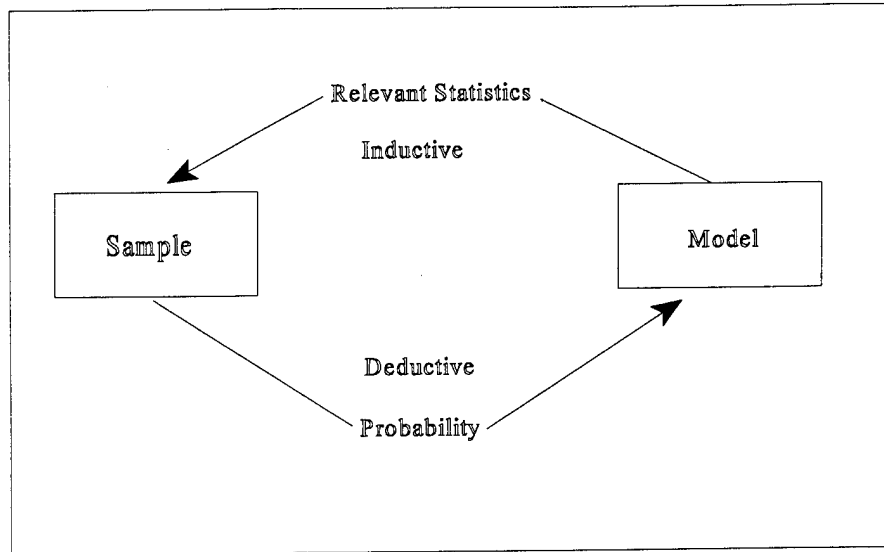 Relevant Statistics
Inductive
Sample
Model
Deductive
Probability